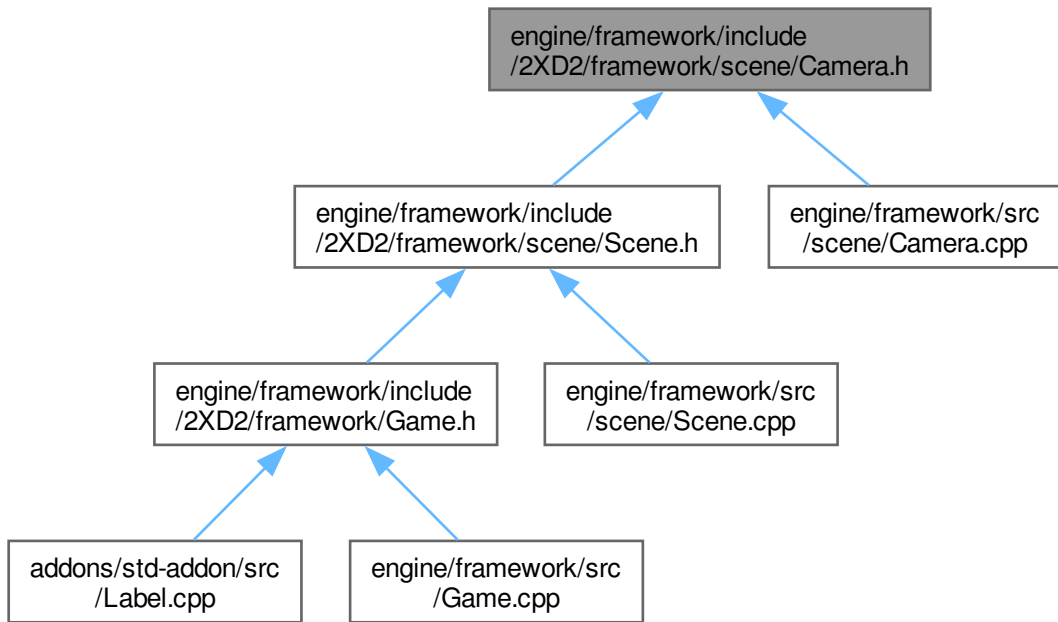 engine/framework/include
/2XD2/framework/scene/Camera.h
engine/framework/include
/2XD2/framework/scene/Scene.h
engine/framework/src
/scene/Camera.cpp
engine/framework/include
/2XD2/framework/Game.h
engine/framework/src
/scene/Scene.cpp
addons/std-addon/src
/Label.cpp
engine/framework/src
/Game.cpp